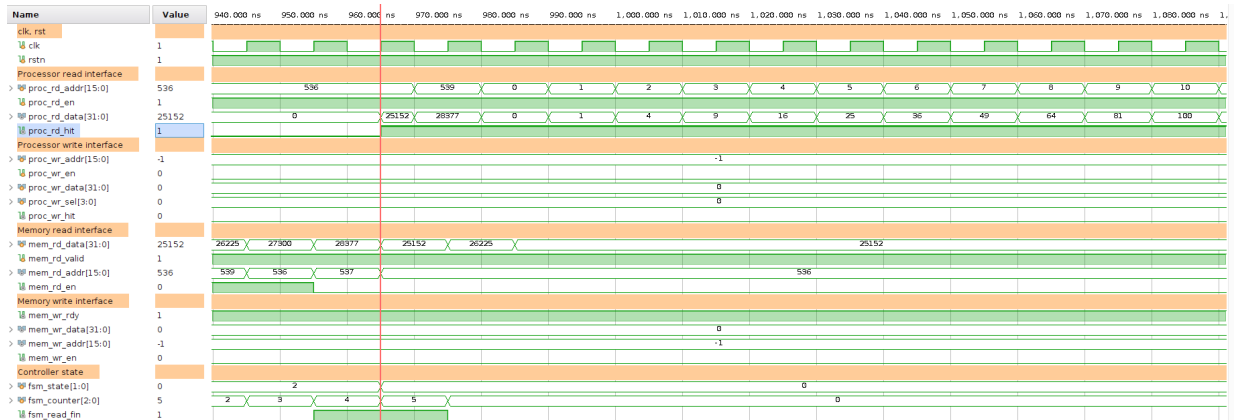 Name Value 940.000 ns 950.000 ns 960.000 ns 970.000 ns 980.000 ns 990.000 ns 1,000.000 ns 1,010.000 ns 1,020.000 ns 1,030.000 ns 1,040.000 ns 1,050.000 ns 1,060.000 ns 1,070.000 ns 1,080.000 ns 1,
clk, rst
clk 1
rstn 1
Processor read interface
proc_rd_addr[15:0] 536 536 539 0 1 2 3 4 5 6 7 8 9 10
proc_rd_en 1
proc_rd_data[31:0] 25152 0 25152 28377 0 1 4 9 16 25 36 49 64 81 100
proc_rd_hit 1
Processor write interface
proc_wr_addr[15:0] -1 -1
proc_wr_en 0
proc_wr_data[31:0] 0 0
proc_wr_sel[3:0] 0 0
proc_wr_hit 0
Memory read interface
mem_rd_data[31:0] 25152 26225 27300 28377 25152 26225 25152
mem_rd_valid 1
mem_rd_addr[15:0] 536 539 536 537 536
mem_rd_en 0
Memory write interface
mem_wr_rdy 1
mem_wr_data[31:0] 0 0
mem_wr_addr[15:0] -1 -1
mem_wr_en 0
Controller state
fsm_state[1:0] 0 2 0
fsm_counter[2:0] 5 2 3 4 5 0
fsm_read_fin 1